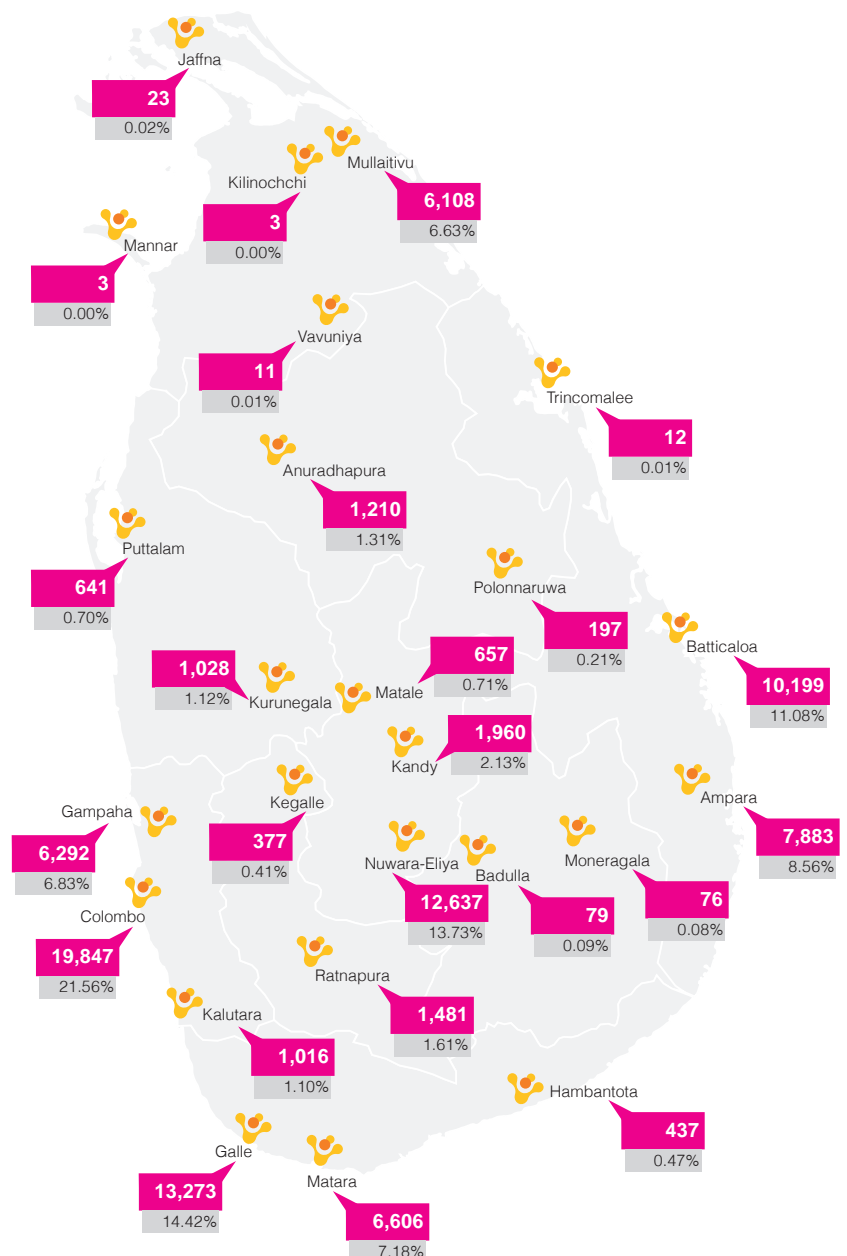 Jaffna
23
0.02%
Mullaitivu
6,108
6.63%
Kilinochchi
3
0.00%
Mannar
3
0.00%
Vavuniya
11
0.01%
Trincomalee
12
0.01%
Anuradhapura
1,210
1.31%
Puttalam
641
0.70%
Polonnaruwa
197
0.21%
Batticaloa
10,199
11.08%
Kurunegala
1,028
1.12%
Matale
657
0.71%
Kandy
1,960
2.13%
Kegalle
377
0.41%
Ampara
7,883
8.56%
Gampaha
6,292
6.83%
Nuwara-Eliya
12,637
13.73%
Badulla
79
0.09%
Moneragala
76
0.08%
Colombo
19,847
21.56%
Ratnapura
1,481
1.61%
Kalutara
1,016
1.10%
Hambantota
437
0.47%
Galle
13,273
14.42%
Matara
6,606
7.18%